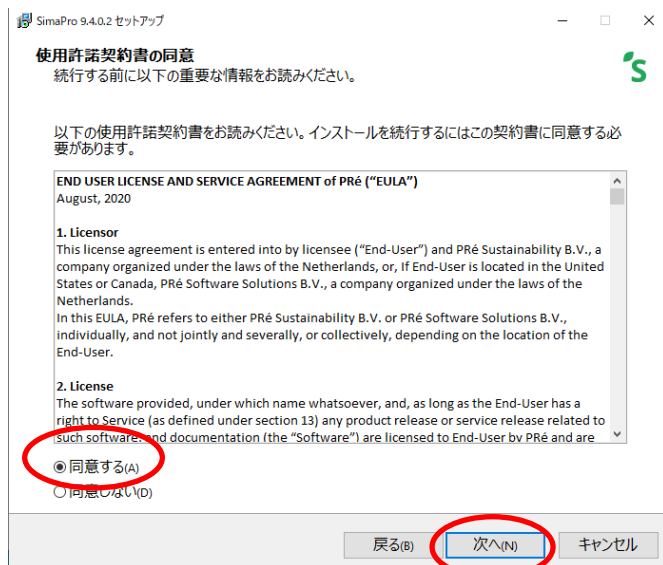 SimaPro 9.4.0.2 セットアップ
使用許諾契約書の同意
続行する前に以下の重要な情報をお読みください。
以下の使用許諾契約書をお読みください。インストールを続行するにはこの契約書に同意する必
要があります。
END USER LICENSE AND SERVICE AGREEMENT of PRé (“EULA”)
August, 2020
1. Licensor
This license agreement is entered into by licensee (“End-User”) and PRé Sustainability B.V., a
company organized under the laws of the Netherlands, or, If End-User is located in the United
States or Canada, PRé Software Solutions B.V., a company organized under the laws of the
Netherlands.
In this EULA, PRé refers to either PRé Sustainability B.V. or PRé Software Solutions B.V.,
individually, and not jointly and severally, or collectively, depending on the location of the
End-User.
2. License
The software provided, under which name whatsoever, and, as long as the End-User has a
right to Service (as defined under section 13) any product release or service release related to
such software. and documentation (the “Software”) are licensed to End-User by PRé and are
同意する(A)
同意しない(D)
戻る(B) 次へ(N) キャンセル